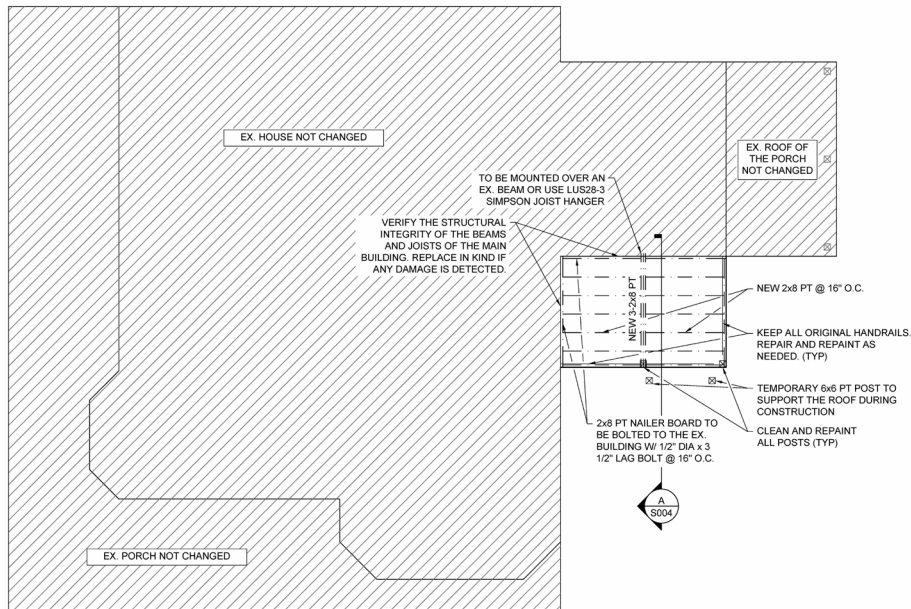 EX. HOUSE NOT CHANGED
EX. ROOF OF
THE PORCH
NOT CHANGED
TO BE MOUNTED OVER AN
EX. BEAM OR USE LUS28-3
SIMPSON JOIST HANGER
VERIFY THE STRUCTURAL
INTEGRITY OF THE BEAMS
AND JOISTS OF THE MAIN
BUILDING. REPLACE IN KIND IF
ANY DAMAGE IS DETECTED.
NEW 3-2x8 PT
NEW 2x8 PT @ 16" O.C.
KEEP ALL ORIGINAL HANDRAILS.
REPAIR AND REPAINT AS
NEEDED. (TYP)
TEMPORARY 6x6 PT POST TO
SUPPORT THE ROOF DURING
CONSTRUCTION
CLEAN AND REPAINT
ALL POSTS (TYP)
2x8 PT NAILER BOARD TO
BE BOLTED TO THE EX.
BUILDING W/ 1/2" DIA x 3
1/2" LAG BOLT @ 16" O.C.
A
S004
EX. PORCH NOT CHANGED